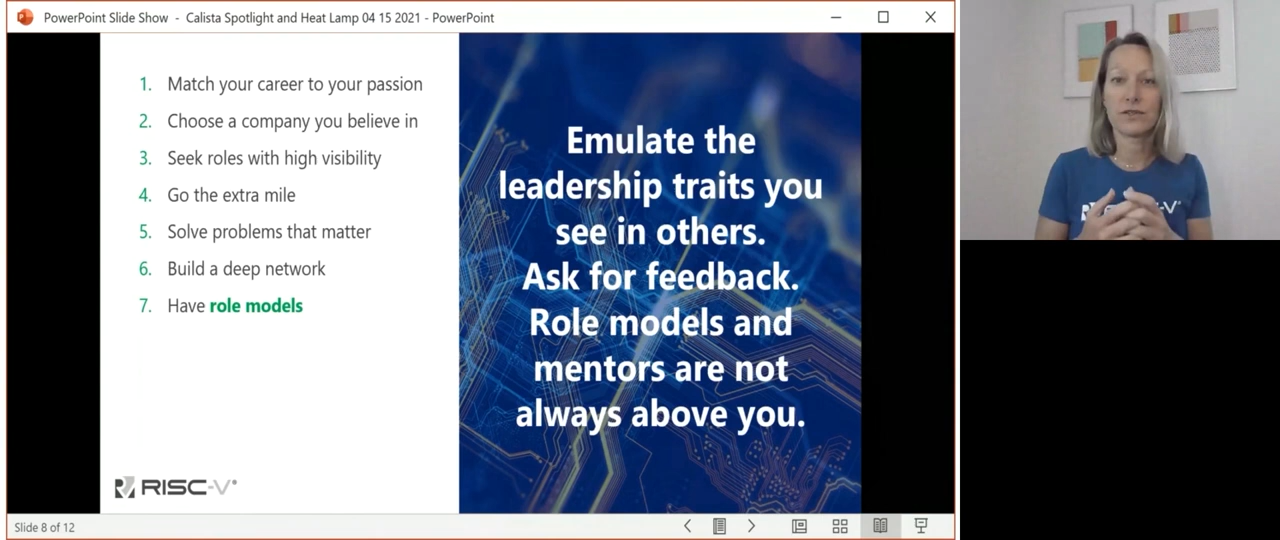 PowerPoint Slide Show - Calista Spotlight and Heat Lamp 04 15 2021 - PowerPoint
1. Match your career to your passion
2. Choose a company you believe in
3. Seek roles with high visibility
4. Go the extra mile
5. Solve problems that matter
6. Build a deep network
7. Have role models
RISC-V®
Emulate the
leadership traits you
see in others.
Ask for feedback.
Role models and
mentors are not
always above you.
Slide 8 of 12